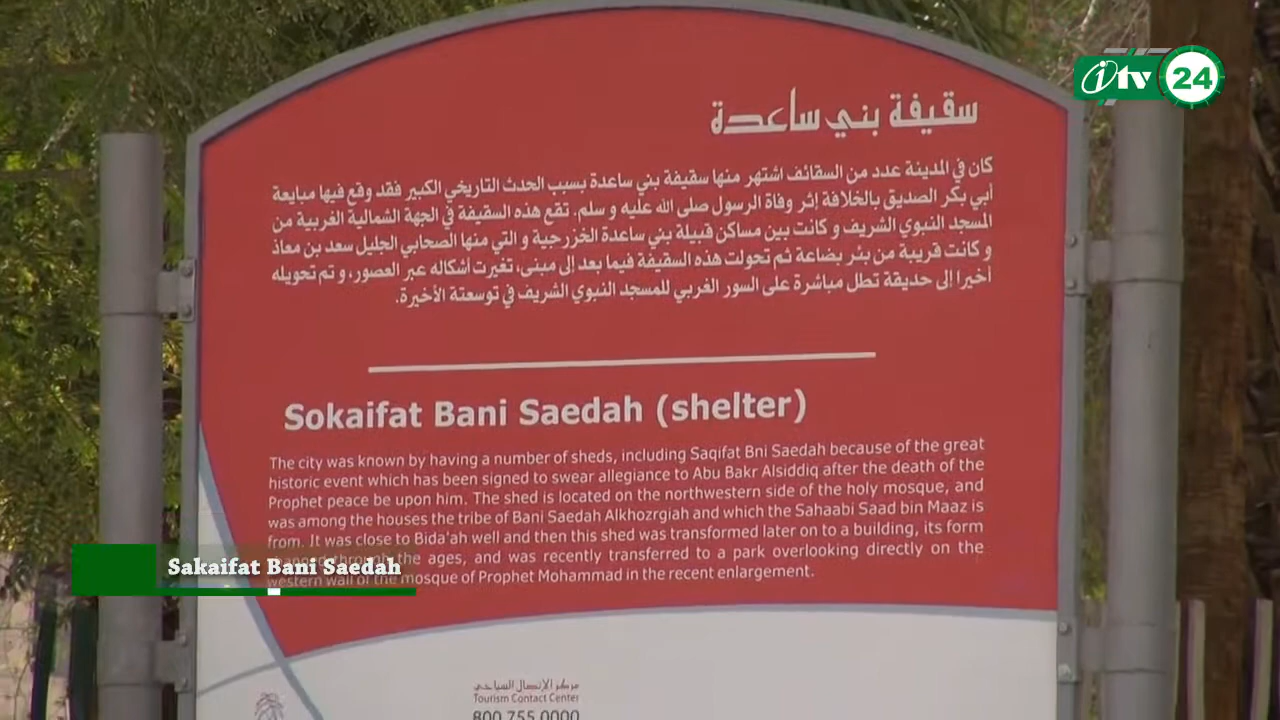 itv 24
سقيفة بني ساعدة
كان في المدينة عدد من السقائف اشتهر منها سقيفة بني ساعدة بسبب الحدث التاريخي الكبير فقد وقع فيها مبايعة
أبي بكر الصديق بالخلافة إثر وفاة الرسول صلى الله عليه و سلم. تقع هذه السقيفة في الجهة الشمالية الغربية من
المسجد النبوي الشريف و كانت بين مساكن قبيلة بني ساعدة الخزرجية و التي منها الصحابي الجليل سعد بن معاذ
و كانت قريبة من بئر بضاعة ثم تحولت هذه السقيفة فيما بعد إلى مبنى، تغيرت أشكاله عبر العصور، و تم تحويله
أخيرا إلى حديقة تطل مباشرة على السور الغربي للمسجد النبوي الشريف في توسعتة الأخيرة.
Sokaifat Bani Saedah (shelter)
The city was known by having a number of sheds, including Saqifat Bni Saedah because of the great
historic event which has been signed to swear allegiance to Abu Bakr Alsiddiq after the death of the
Prophet peace be upon him. The shed is located on the northwestern side of the holy mosque, and
was among the houses the tribe of Bani Saedah Alkhozrgiah and which the Sahaabi Saad bin Maaz is
from. It was close to Bida'ah well and then this shed was transformed later on to a building, its form
through the ages, and was recently transferred to a park overlooking directly on the
western wall of the mosque of Prophet Mohammad in the recent enlargement.
Sakaifat Bani Saedah
مركز الإتصال السياحي
Tourism Contact Center
800 755 0000